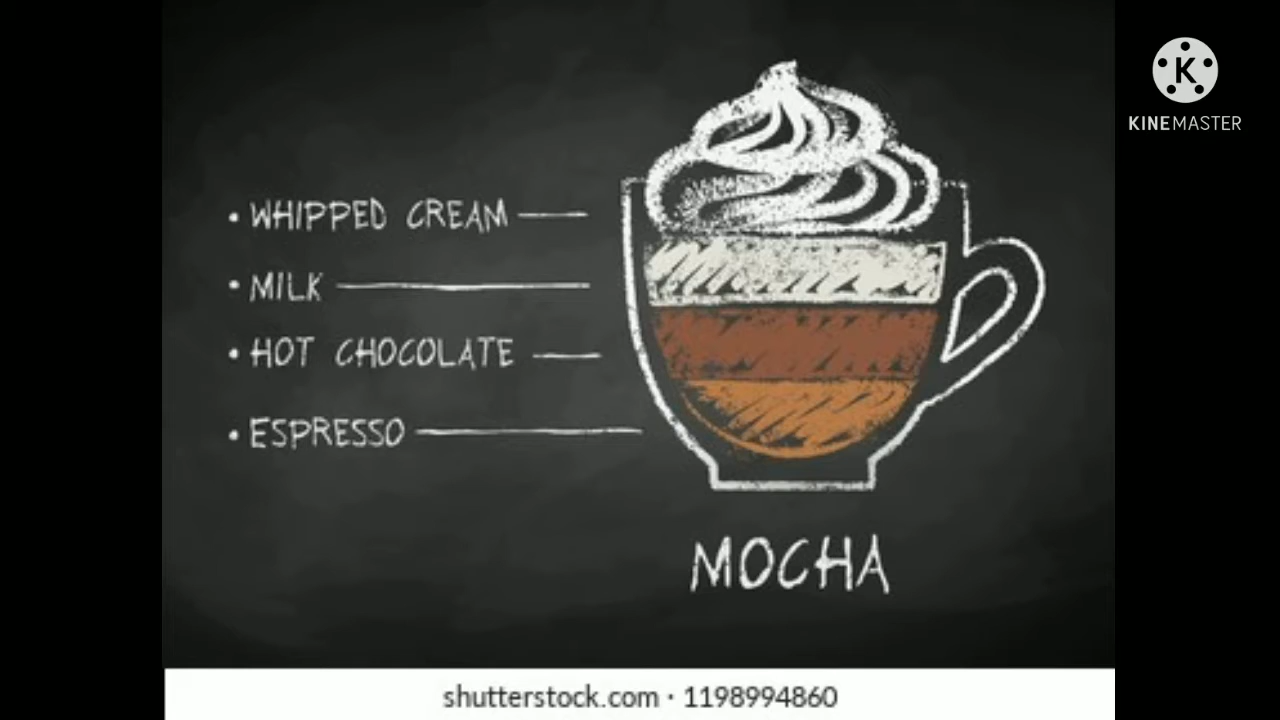 K
KINEMASTER
• WHIPPED CREAM
• MILK
• HOT CHOCOLATE
• ESPRESSO
MOCHA
shutterstock.com · 1198994860